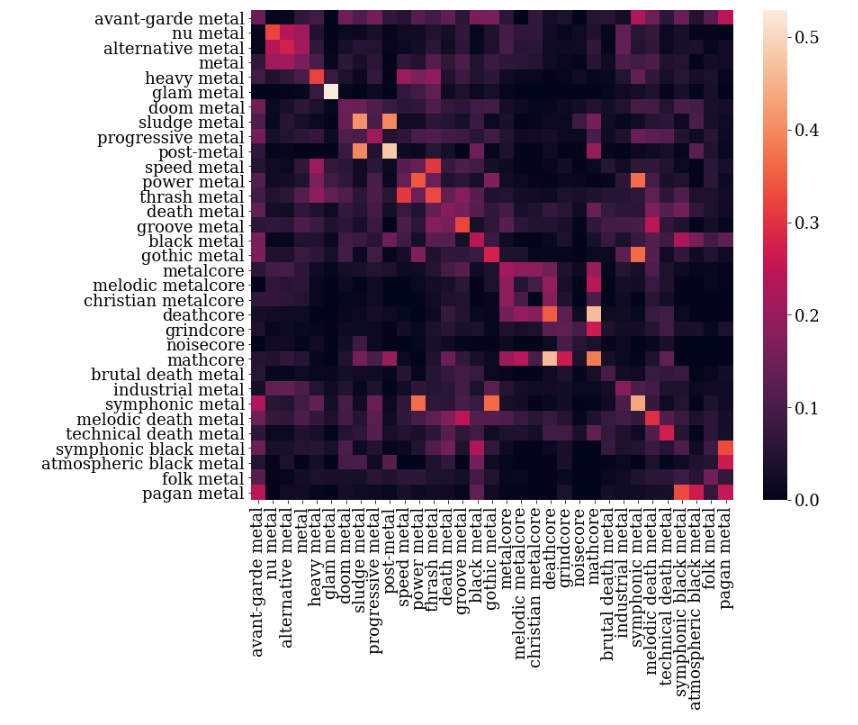 avant-garde metal
nu metal
alternative metal
metal
heavy metal
glam metal
doom metal
sludge metal
progressive metal
post-metal
speed metal
power metal
thrash metal
death metal
groove metal
black metal
gothic metal
metalcore
melodic metalcore
christian metalcore
deathcore
grindcore
noisecore
mathcore
brutal death metal
industrial metal
symphonic metal
melodic death metal
technical death metal
symphonic black metal
atmospheric black metal
folk metal
pagan metal
avant-garde metal
nu metal
alternative metal
metal
heavy metal
glam metal
doom metal
sludge metal
progressive metal
post-metal
speed metal
power metal
thrash metal
death metal
groove metal
black metal
gothic metal
metalcore
melodic metalcore
christian metalcore
deathcore
grindcore
noisecore
mathcore
brutal death metal
industrial metal
symphonic metal
melodic death metal
technical death metal
symphonic black metal
atmospheric black metal
folk metal
pagan metal
0.5
0.4
0.3
0.2
0.1
0.0